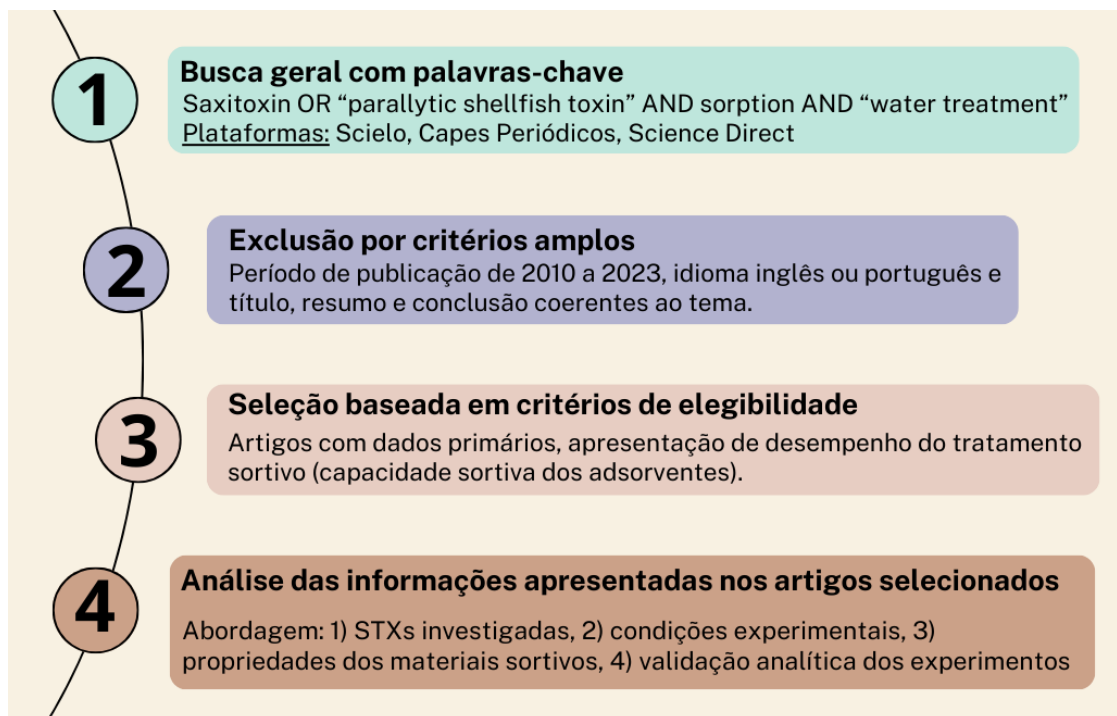 1
Busca geral com palavras-chave
Saxitoxin OR “parallytic shellfish toxin” AND sorption AND “water treatment”
Plataformas: Scielo, Capes Periódicos, Science Direct
2
Exclusão por critérios amplos
Período de publicação de 2010 a 2023, idioma inglês ou português e
título, resumo e conclusão coerentes ao tema.
3
Seleção baseada em critérios de elegibilidade
Artigos com dados primários, apresentação de desempenho do tratamento
sortivo (capacidade sortiva dos adsorventes).
4
Análise das informações apresentadas nos artigos selecionados
Abordagem: 1) STXs investigadas, 2) condições experimentais, 3)
propriedades dos materiais sortivos, 4) validação analítica dos experimentos